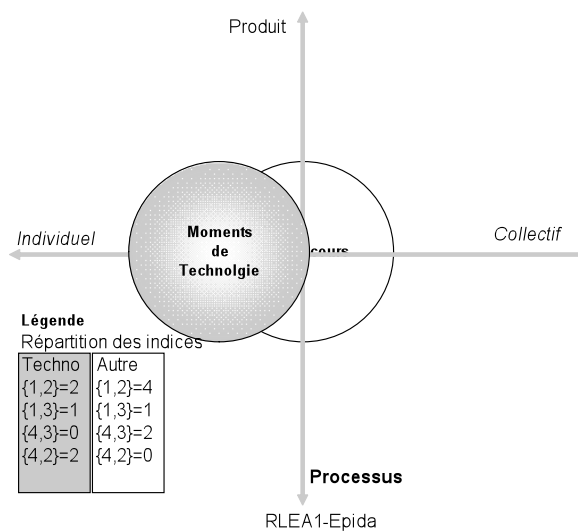 Produit
Individuel
Collectif
Moments
de
Technolgie
cours
Légende
Répartition des indices
Techno Autre
{1,2}=2 {1,2}=4
{1,3}=1 {1,3}=1
{4,3}=0 {4,3}=2
{4,2}=2 {4,2}=0
Processus
RLEA1-Epida